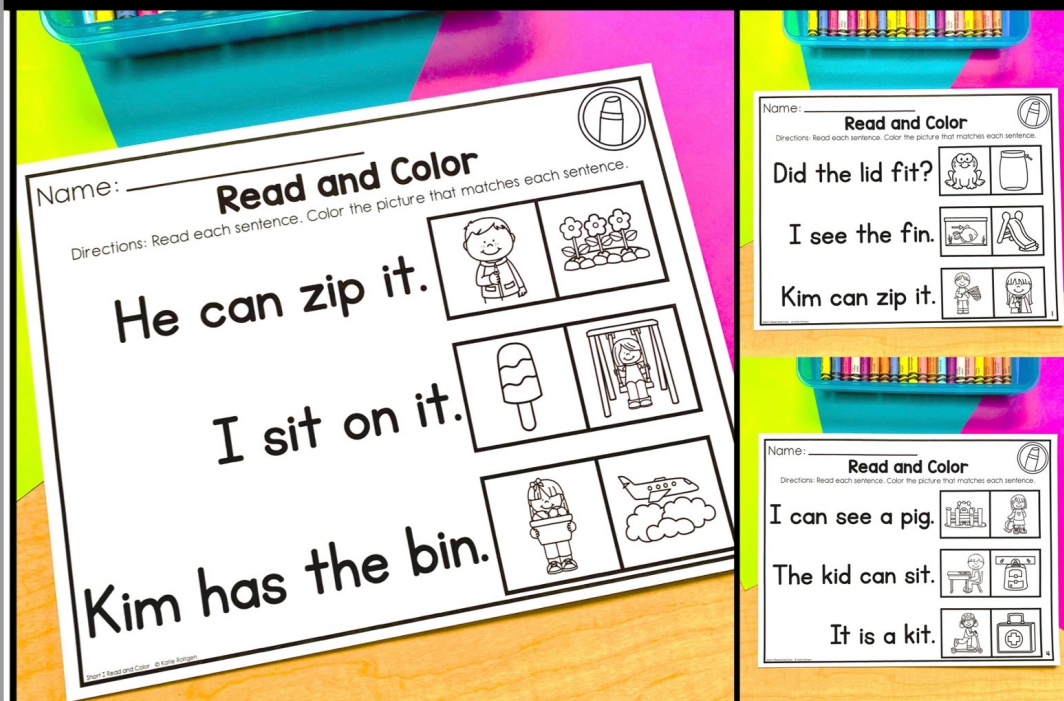 Name:
Read and Color
Directions: Read each sentence. Color the picture that matches each sentence.
He can zip it.
I sit on it.
Kim has the bin.
Short I Read and Color © Katie Roltgen
Name:
Read and Color
Directions: Read each sentence. Color the picture that matches each sentence.
Did the lid fit?
I see the fin.
Kim can zip it.
1
Name:
Read and Color
Directions: Read each sentence. Color the picture that matches each sentence.
I can see a pig.
The kid can sit.
It is a kit.
4